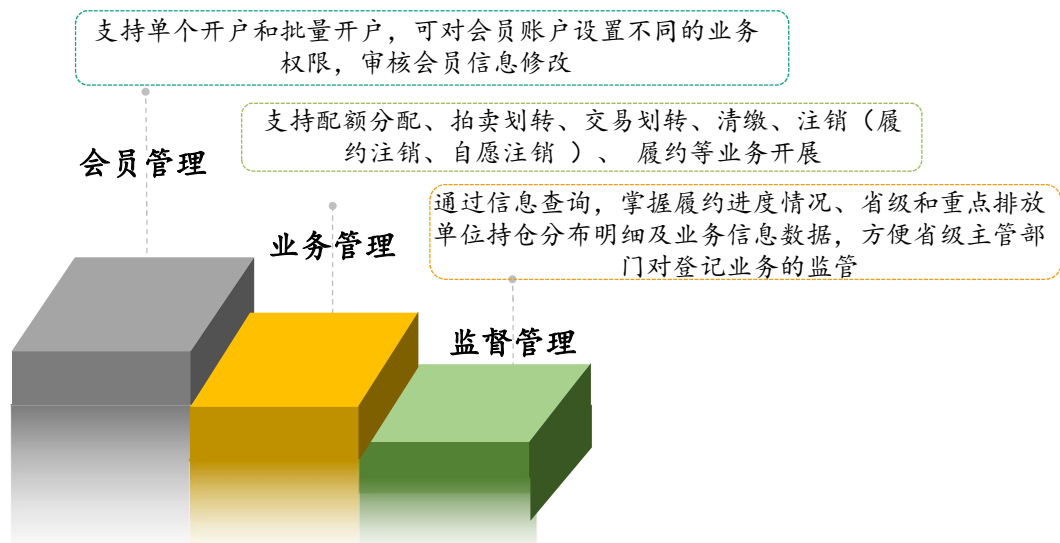 支持单个开户和批量开户，可对会员账户设置不同的业务
权限，审核会员信息修改
会员管理
支持配额分配、拍卖划转、交易划转、清缴、注销（履
约注销、自愿注销 ）、 履约等业务开展
业务管理
通过信息查询，掌握履约进度情况、省级和重点排放
单位持仓分布明细及业务信息数据，方便省级主管部
门对登记业务的监管
监督管理